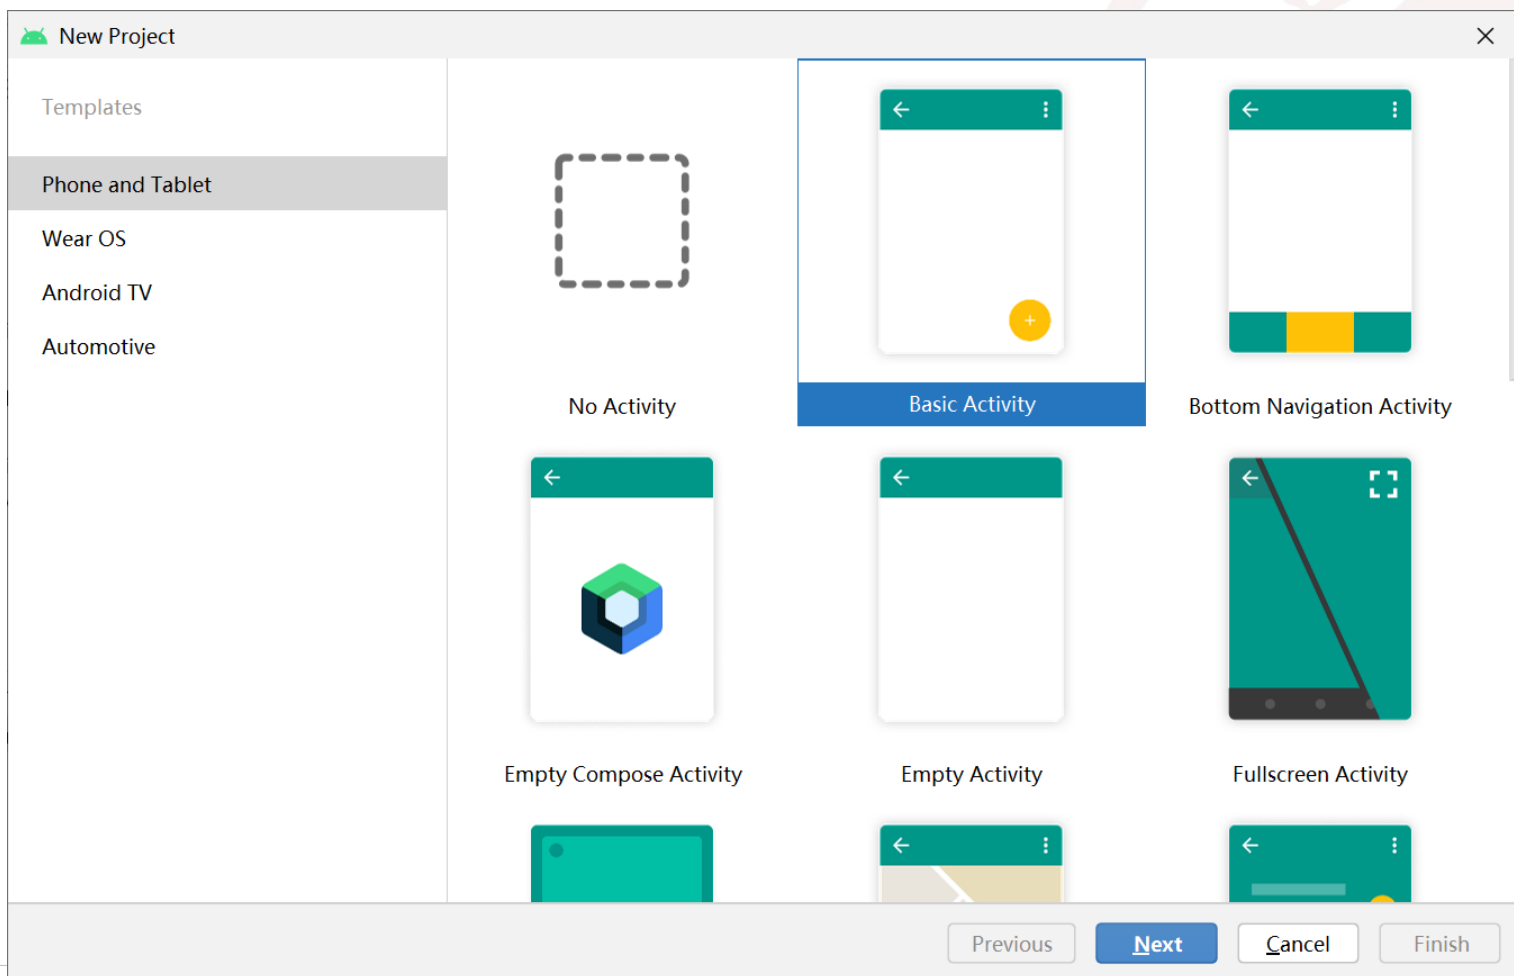 New Project
Templates
Phone and Tablet
Wear OS
Android TV
Automotive
No Activity
Basic Activity
Bottom Navigation Activity
Empty Compose Activity
Empty Activity
Fullscreen Activity
Previous
Next
Cancel
Finish